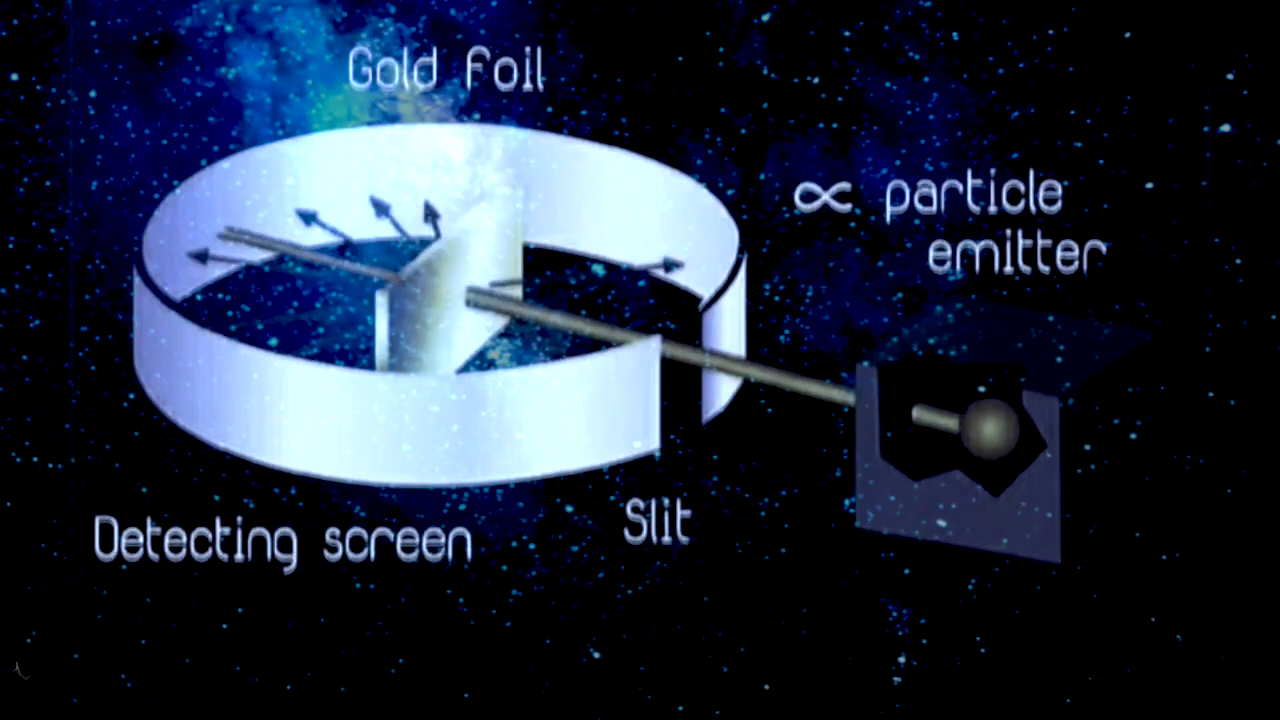 Gold Foil
∝ particle
emitter
Detecting screen
Slit